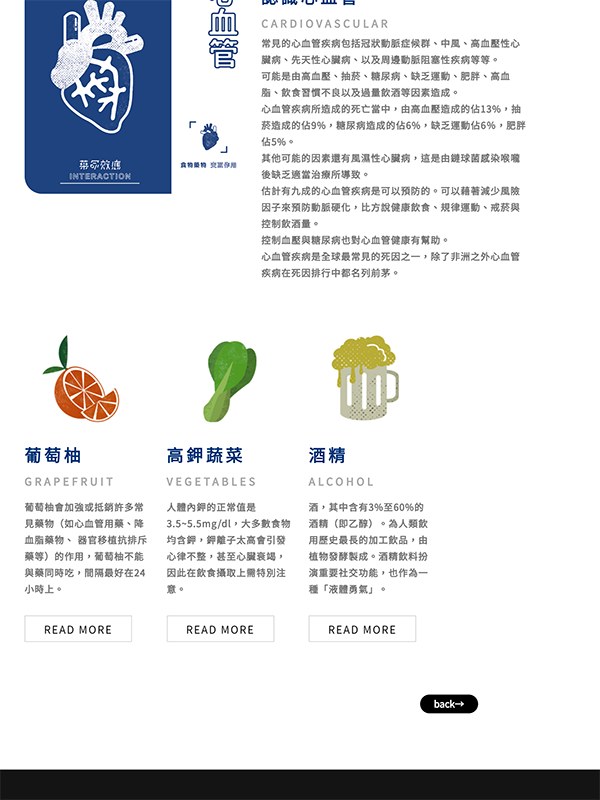 認識心血管
CARDIOVASCULAR
心血管
藥命效應
INTERACTION
常見的心血管疾病包括冠狀動脈症候群、中風、高血壓性心
臟病、先天性心臟病、以及周邊動脈阻塞性疾病等等。
可能是由高血壓、抽菸、糖尿病、缺乏運動、肥胖、高血
脂、飲食習慣不良以及過量飲酒等因素造成。
心血管疾病所造成的死亡當中，由高血壓造成的佔13%，抽
菸造成的佔9%，糖尿病造成的佔6%，缺乏運動佔6%，肥胖
佔5%。
其他可能的因素還有風濕性心臟病，這是由鏈球菌感染喉嚨
後缺乏適當治療所導致。
估計有九成的心血管疾病是可以預防的。可以藉著減少風險
因子來預防動脈硬化，比方說健康飲食、規律運動、戒菸與
控制飲酒量。
控制血壓與糖尿病也對心血管健康有幫助。
心血管疾病是全球最常見的死因之一，除了非洲之外心血管
疾病在死因排行中都名列前茅。
葡萄柚
GRAPEFRUIT
葡萄柚會加強或抵銷許多常
見藥物（如心血管用藥、降
血脂藥物、 器官移植抗排斥
藥等）的作用，葡萄柚不能
與藥同時吃，間隔最好在24
小時上。
READ MORE
高鉀蔬菜
VEGETABLES
人體內鉀的正常值是
3.5~5.5mg/dl，大多數食物
均含鉀，鉀離子太高會引發
心律不整，甚至心臟衰竭，
因此在飲食攝取上需特別注
意。
READ MORE
酒精
ALCOHOL
酒，其中含有3%至60%的
酒精（即乙醇）。為人類飲
用歷史最長的加工飲品，由
植物發酵製成。酒精飲料扮
演重要社交功能，也作為一
種「液體勇氣」。
READ MORE
back→